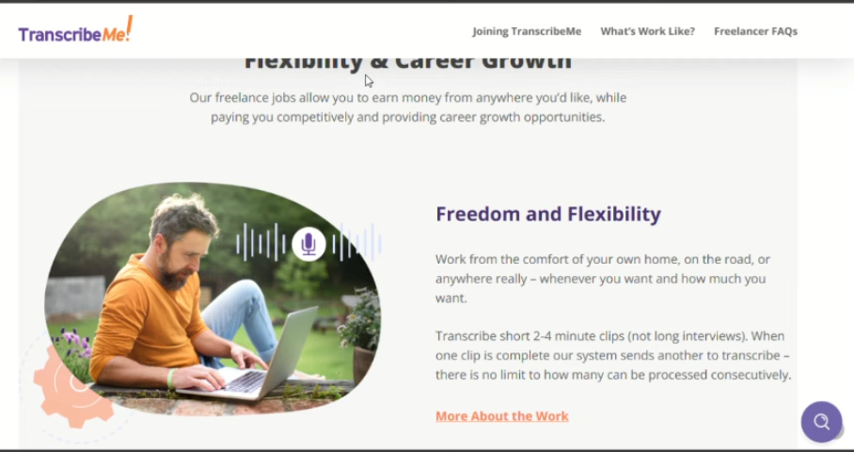 TranscribeMe!
Joining TranscribeMe
What's Work Like?
Freelancer FAQs
Flexibility & Career Growth
Our freelance jobs allow you to earn money from anywhere you'd like, while
paying you competitively and providing career growth opportunities.
Freedom and Flexibility
Work from the comfort of your own home, on the road, or
anywhere really – whenever you want and how much you
want.
Transcribe short 2-4 minute clips (not long interviews). When
one clip is complete our system sends another to transcribe –
there is no limit to how many can be processed consecutively.
More About the Work